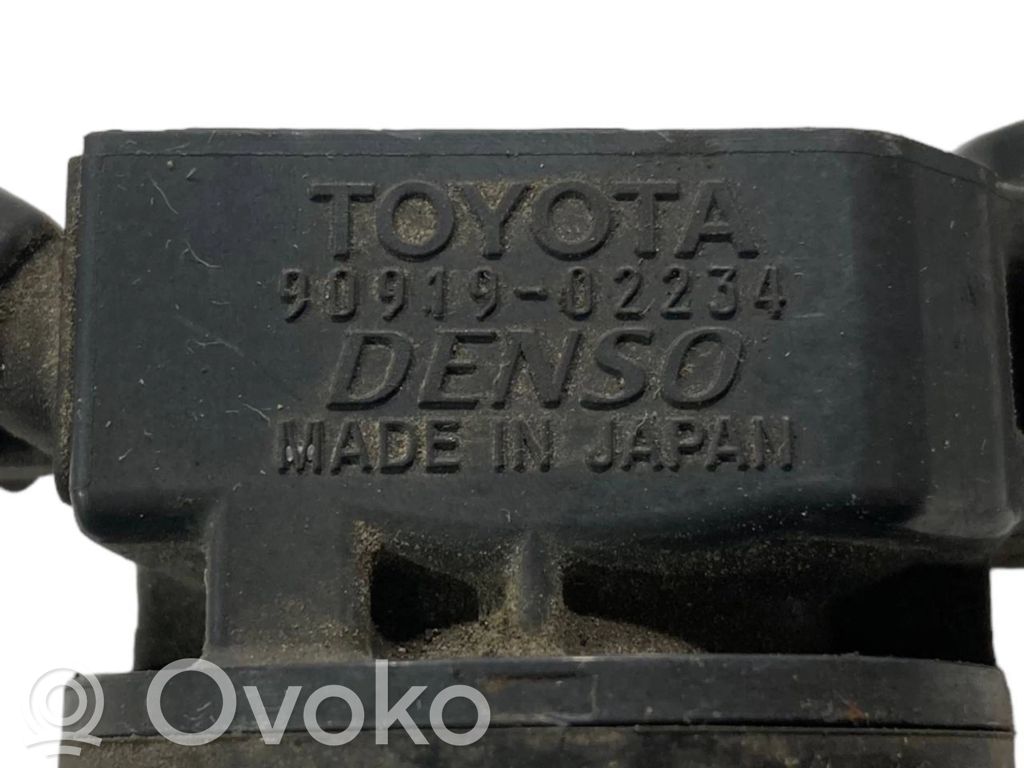 TOYOTA
90919-02234
DENSO
MADE IN JAPAN
Ovoko